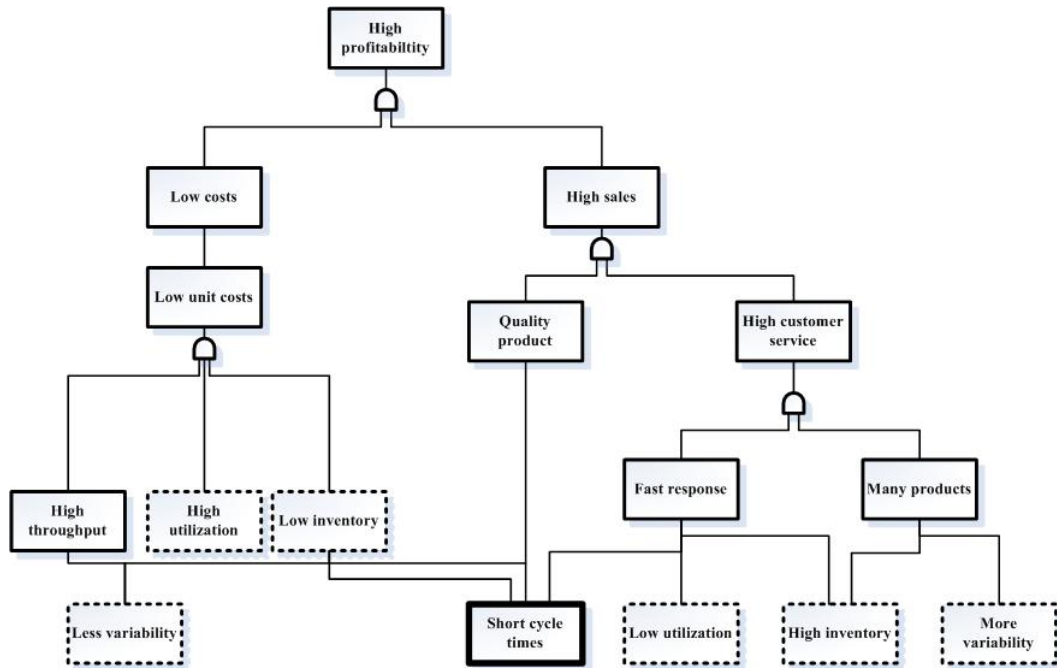 High
profitabiltity
Low costs
High sales
Low unit costs
Quality
product
High customer
service
High
throughput
High
utilization
Low inventory
Fast response
Many products
Less variability
Short cycle
times
Low utilization
High inventory
More
variability